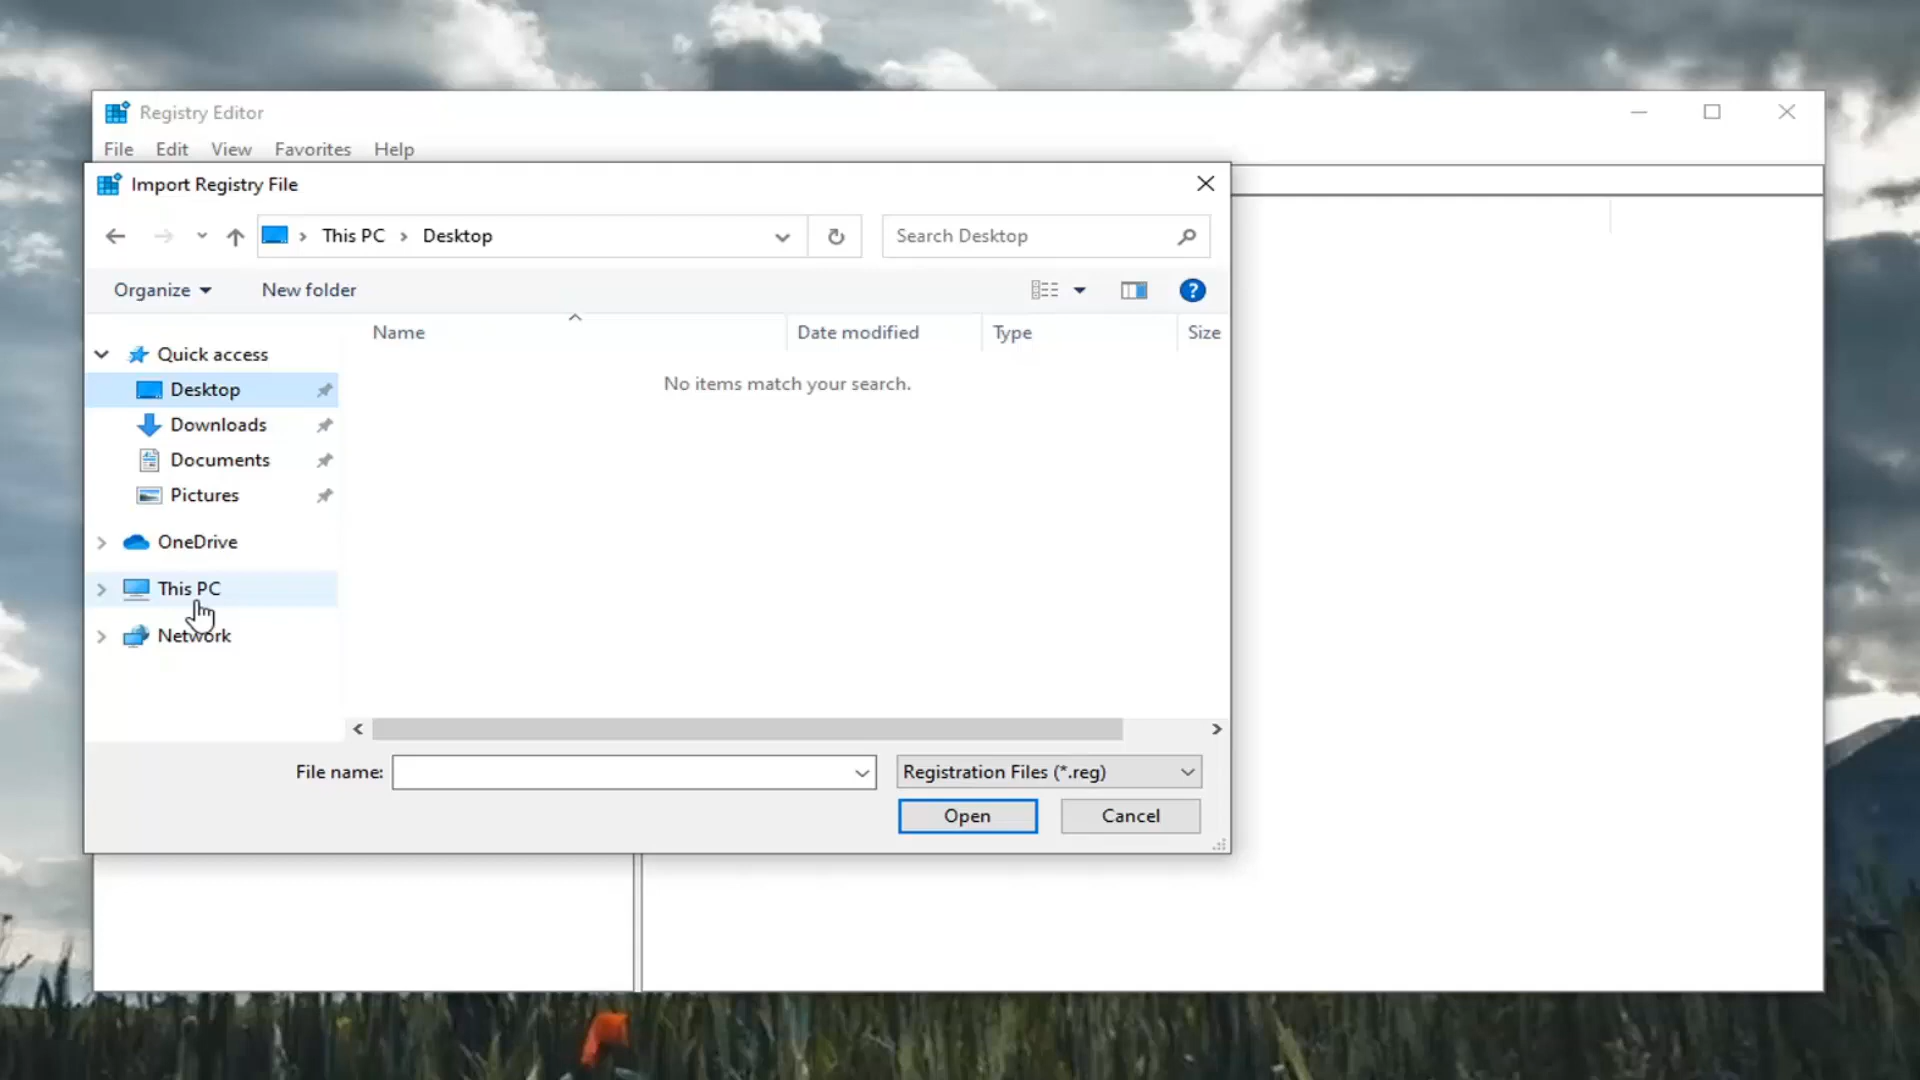 Registry Editor
File Edit View Favorites Help
Import Registry File
This PC Desktop
Search Desktop
Organize New folder
?
Name Date modified Type Size
Quick access
No items match your search.
Desktop
Downloads
Documents
Pictures
OneDrive
This PC
Network
File name: Registration Files (*.reg)
Open Cancel